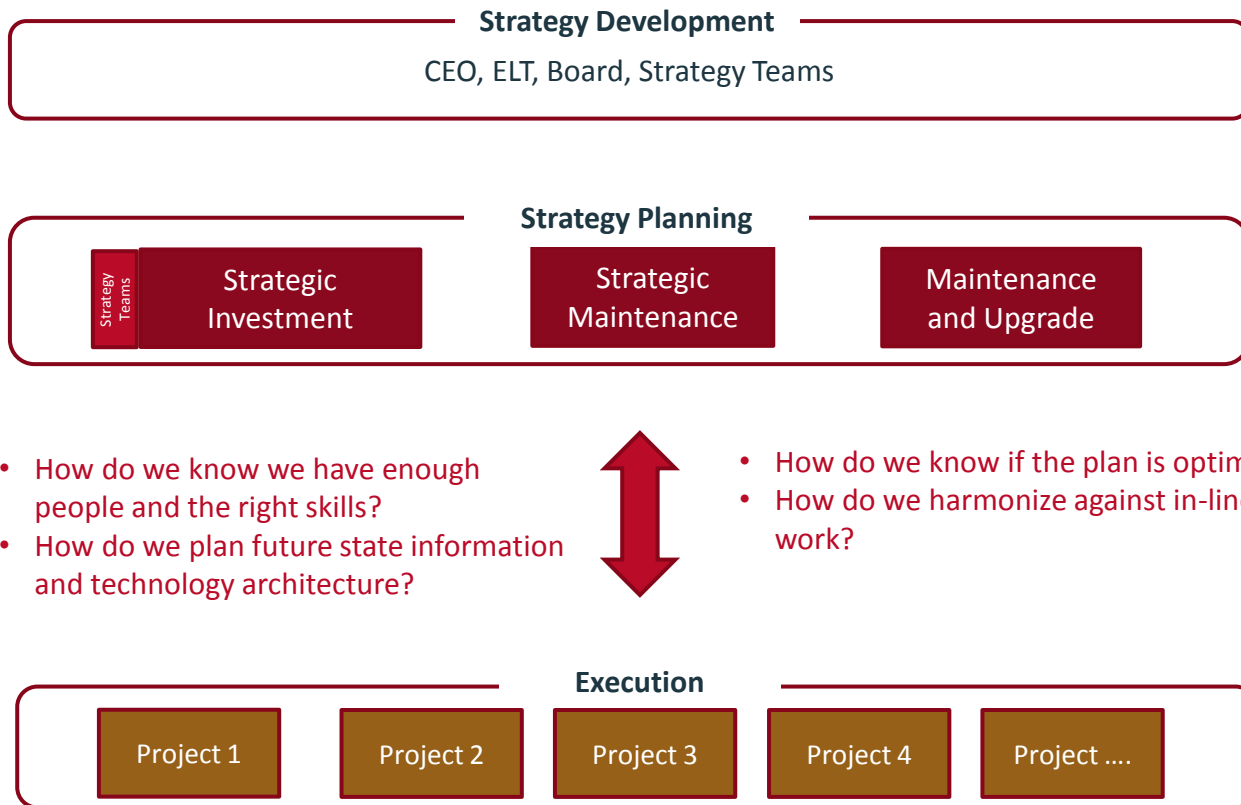 Strategy Development
CEO, ELT, Board, Strategy Teams
Strategy Planning
Strategy
Teams
Strategic
Investment
Strategic
Maintenance
Maintenance
and Upgrade
• How do we know we have enough
people and the right skills?
• How do we plan future state information
and technology architecture?
• How do we know if the plan is
• How do we harmonize against
work?
Execution
Project 1
Project 2
Project 3
Project 4
Project ....